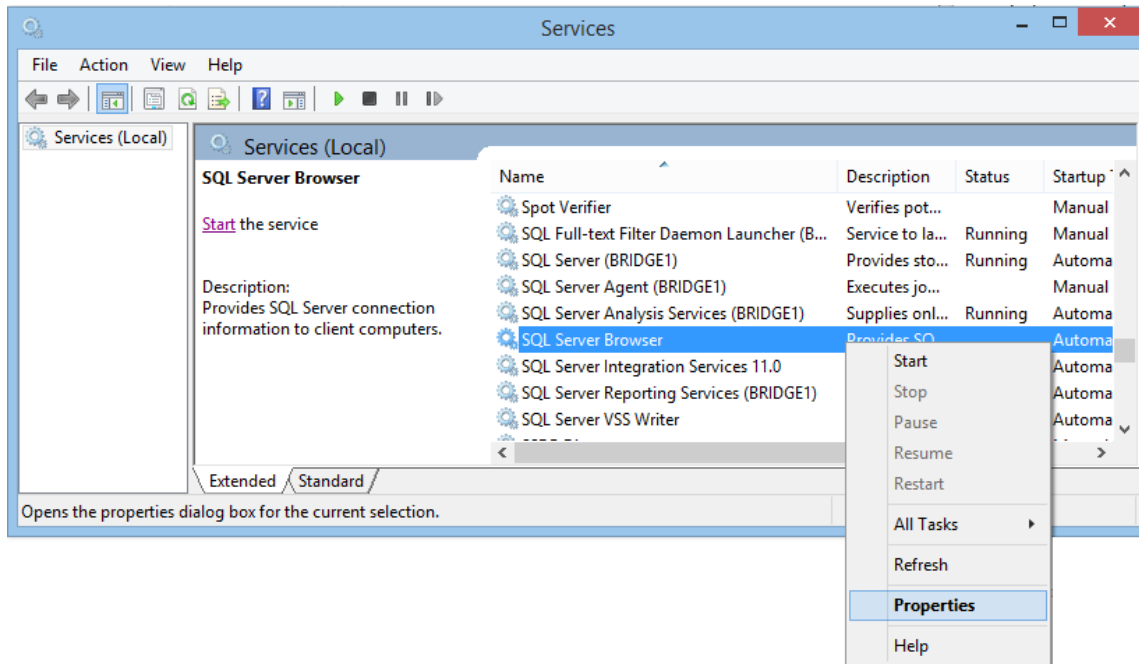 Services
File Action View Help
Services (Local)
Services (Local)
SQL Server Browser
Start the service
Description:
Provides SQL Server connection
information to client computers.
Name Description Status Startup
Spot Verifier Verifies pot... Manual
SQL Full-text Filter Daemon Launcher (B... Service to la... Running Manual
SQL Server (BRIDGE1) Provides sto... Running Automa
SQL Server Agent (BRIDGE1) Executes jo... Manual
SQL Server Analysis Services (BRIDGE1) Supplies onl... Running Automa
SQL Server Browser Provides SQ Automa
SQL Server Integration Services 11.0 Automa
SQL Server Reporting Services (BRIDGE1) Automa
SQL Server VSS Writer Automa
Start
Stop
Pause
Resume
Restart
All Tasks
Refresh
Properties
Help
Extended Standard
Opens the properties dialog box for the current selection.